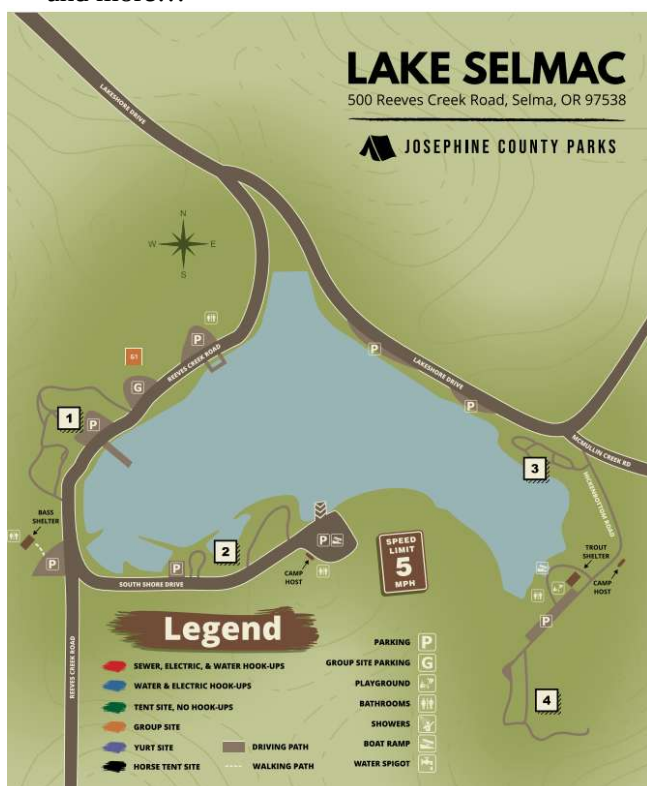 and more...
LAKE SELMAC
500 Reeves Creek Road, Selma, OR 97538
JOSEPHINE COUNTY PARKS
LAKESHORE DRIVE
N
W E
S
G1
P
REEVES CREEK ROAD
G
P
LAKESHORE DRIVE
P
1
P
MCMULLIN CREEK RD
3
HICKENBOTTOM ROAD
BASS
SHELTER
P
2
P
SOUTH SHORE DRIVE
P
CAMP
HOST
SPEED
LIMIT
5
MPH
TROUT
SHELTER
CAMP
HOST
P
4
REEVES CREEK ROAD
Legend
SEWER, ELECTRIC, & WATER HOOK-UPS
WATER & ELECTRIC HOOK-UPS
TENT SITE, NO HOOK-UPS
GROUP SITE
YURT SITE
HORSE TENT SITE
DRIVING PATH
WALKING PATH
PARKING P
GROUP SITE PARKING G
PLAYGROUND
BATHROOMS
SHOWERS
BOAT RAMP
WATER SPIGOT